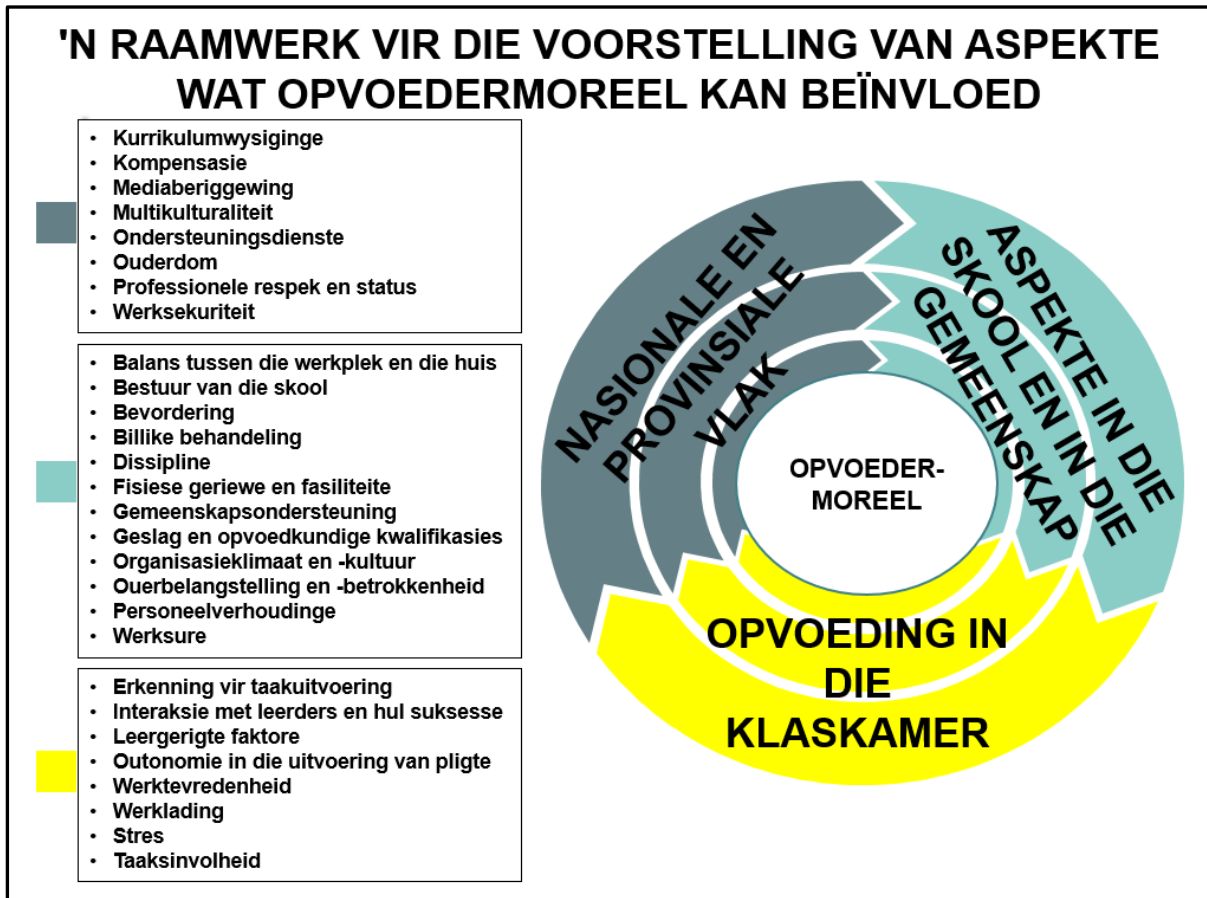 'N RAAMWERK VIR DIE VOORSTELLING VAN ASPEKTE
WAT OPVOEDERMOREEL KAN BEÏNVLOED
• Kurrikulumwysiginge
• Kompensasie
• Mediaberiggewing
• Multikulturaliteit
• Ondersteuningsdienste
• Ouderdom
• Professionele respek en status
• Werksekuriteit
• Balans tussen die werkplek en die huis
• Bestuur van die skool
• Bevordering
• Billike behandeling
• Dissipline
• Fisiese geriewe en fasiliteite
• Gemeenskapsondersteuning
• Geslag en opvoedkundige kwalifikasies
• Organisasieklimaat en -kultuur
• Ouerbelangstelling en -betrokkenheid
• Personeelverhoudinge
• Werksure
• Erkenning vir taakuitvoering
• Interaksie met leerders en hul suksesse
• Leergerigte faktore
• Outonomie in die uitvoering van pligte
• Werktevredenheid
• Werklading
• Stres
• Taaksinvolheid
NASIONALE EN
PROVINSIALE
VLAK
ASPEKTE IN DIE
SKOOL EN IN DIE
GEMEENSKAP
OPVOEDER-
MOREEL
OPVOEDING IN
DIE
KLASKAMER